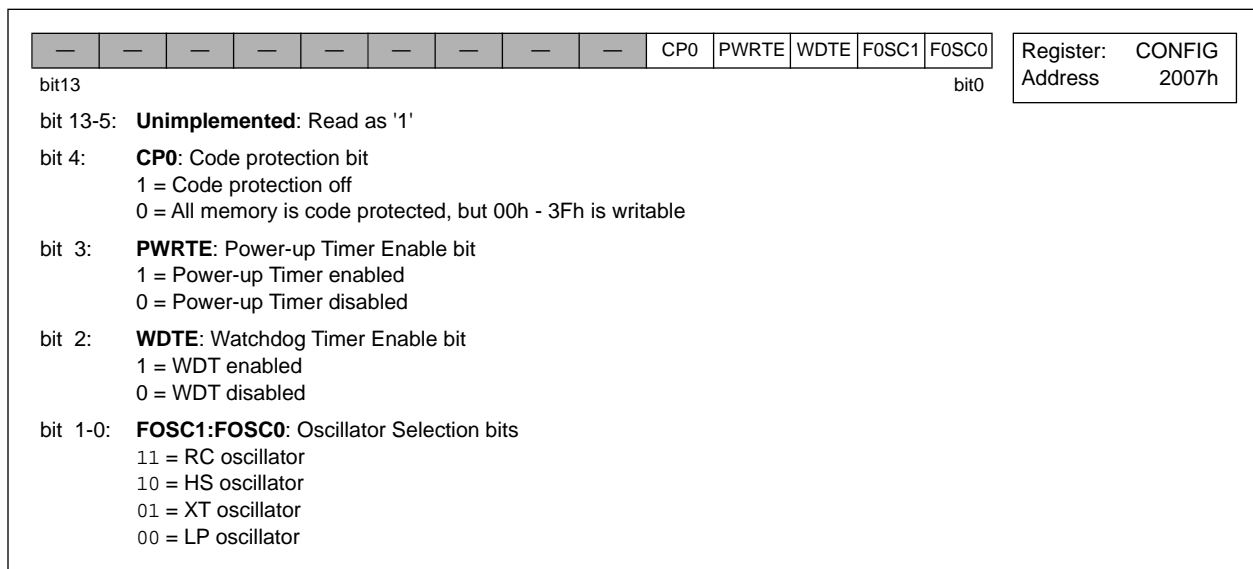 — — — — — — — — — CP0 PWRTE WDTE F0SC1 F0SC0
Register: CONFIG
Address 2007h
bit13 bit0
bit 13-5: Unimplemented: Read as '1'
bit 4: CP0: Code protection bit
1 = Code protection off
0 = All memory is code protected, but 00h - 3Fh is writable
bit 3: PWRTE: Power-up Timer Enable bit
1 = Power-up Timer enabled
0 = Power-up Timer disabled
bit 2: WDTE: Watchdog Timer Enable bit
1 = WDT enabled
0 = WDT disabled
bit 1-0: FOSC1:FOSC0: Oscillator Selection bits
11 = RC oscillator
10 = HS oscillator
01 = XT oscillator
00 = LP oscillator